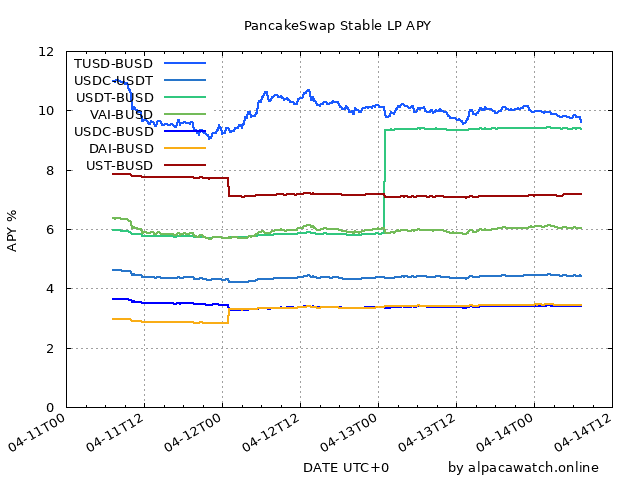 PancakeSwap Stable LP APY
12
10
8
6
4
2
0
APY %
TUSD-BUSD
USDC-USDT
USDT-BUSD
VAI-BUSD
USDC-BUSD
DAI-BUSD
UST-BUSD
04-11T00
04-11T12
04-12T00
04-12T12
04-13T00
04-13T12
04-14T00
04-14T12
DATE UTC+0
by alpacawatch.online